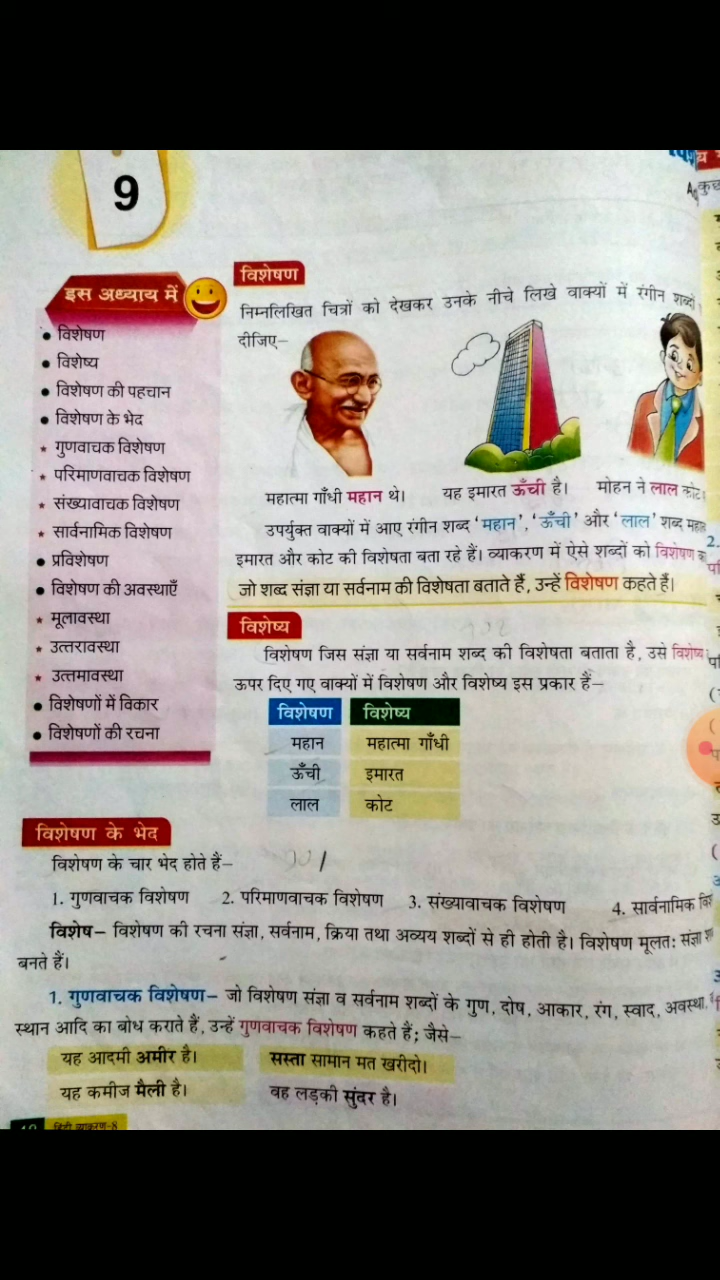 9
इस अध्याय में
• विशेषण
• विशेष्य
• विशेषण की पहचान
• विशेषण के भेद
★ गुणवाचक विशेषण
★ परिमाणवाचक विशेषण
★ संख्यावाचक विशेषण
★ सार्वनामिक विशेषण
• प्रविशेषण
• विशेषण की अवस्थाएँ
★ मूलावस्था
★ उत्तरावस्था
★ उत्तमावस्था
• विशेषणों में विकार
• विशेषणों की रचना
विशेषण
निम्नलिखित चित्रों को देखकर उनके नीचे लिखे वाक्यों में रंगीन शब्दों
दीजिए–
महात्मा गाँधी महान थे। यह इमारत ऊँची है। मोहन ने लाल कोट
उपर्युक्त वाक्यों में आए रंगीन शब्द ‘महान’, ‘ऊँची’ और ‘लाल’ शब्द
इमारत और कोट की विशेषता बता रहे हैं। व्याकरण में ऐसे शब्दों को विशेषण
जो शब्द संज्ञा या सर्वनाम की विशेषता बताते हैं, उन्हें विशेषण कहते हैं।
विशेष्य
विशेषण जिस संज्ञा या सर्वनाम शब्द की विशेषता बताता है, उसे विशेष्य
ऊपर दिए गए वाक्यों में विशेषण और विशेष्य इस प्रकार हैं–
विशेषण विशेष्य
महान महात्मा गाँधी
ऊँची इमारत
लाल कोट
विशेषण के भेद
विशेषण के चार भेद होते हैं–
1. गुणवाचक विशेषण 2. परिमाणवाचक विशेषण 3. संख्यावाचक विशेषण 4. सार्वनामिक
विशेष– विशेषण की रचना संज्ञा, सर्वनाम, क्रिया तथा अव्यय शब्दों से ही होती है। विशेषण मूलतः संज्ञा
बनते हैं।
1. गुणवाचक विशेषण– जो विशेषण संज्ञा व सर्वनाम शब्दों के गुण, दोष, आकार, रंग, स्वाद, अवस्था,
स्थान आदि का बोध कराते हैं, उन्हें गुणवाचक विशेषण कहते हैं; जैसे–
यह आदमी अमीर है। सस्ता सामान मत खरीदो।
यह कमीज मैली है। वह लड़की सुंदर है।
हिंदी व्याकरण-8